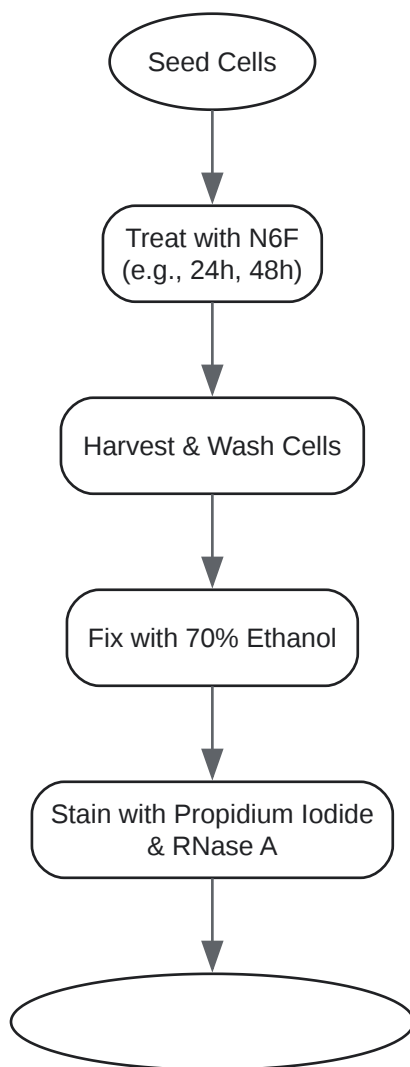 Seed Cells
Treat with N6F
(e.g., 24h, 48h)
Harvest & Wash Cells
Fix with 70% Ethanol
Stain with Propidium Iodide
& RNase A